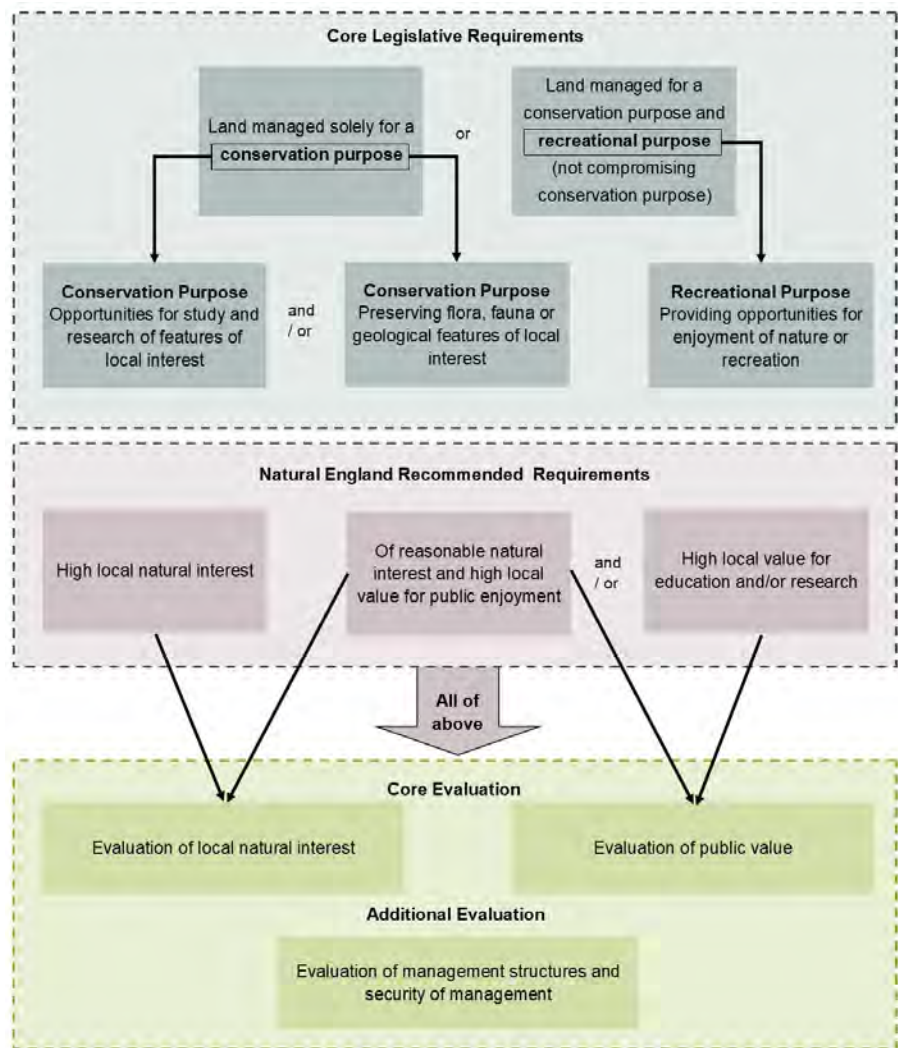 Core Legislative Requirements
Land managed solely for a
conservation purpose
or
Land managed for a
conservation purpose and
recreational purpose
(not compromising
conservation purpose)
Conservation Purpose
Opportunities for study and
research of features of
local interest
and
/ or
Conservation Purpose
Preserving flora, fauna or
geological features of local
interest
Recreational Purpose
Providing opportunities for
enjoyment of nature or
recreation
Natural England Recommended Requirements
High local natural interest
Of reasonable natural
interest and high local
value for public enjoyment
and
/ or
High local value for
education and/or research
All of
above
Core Evaluation
Evaluation of local natural interest
Evaluation of public value
Additional Evaluation
Evaluation of management structures and
security of management